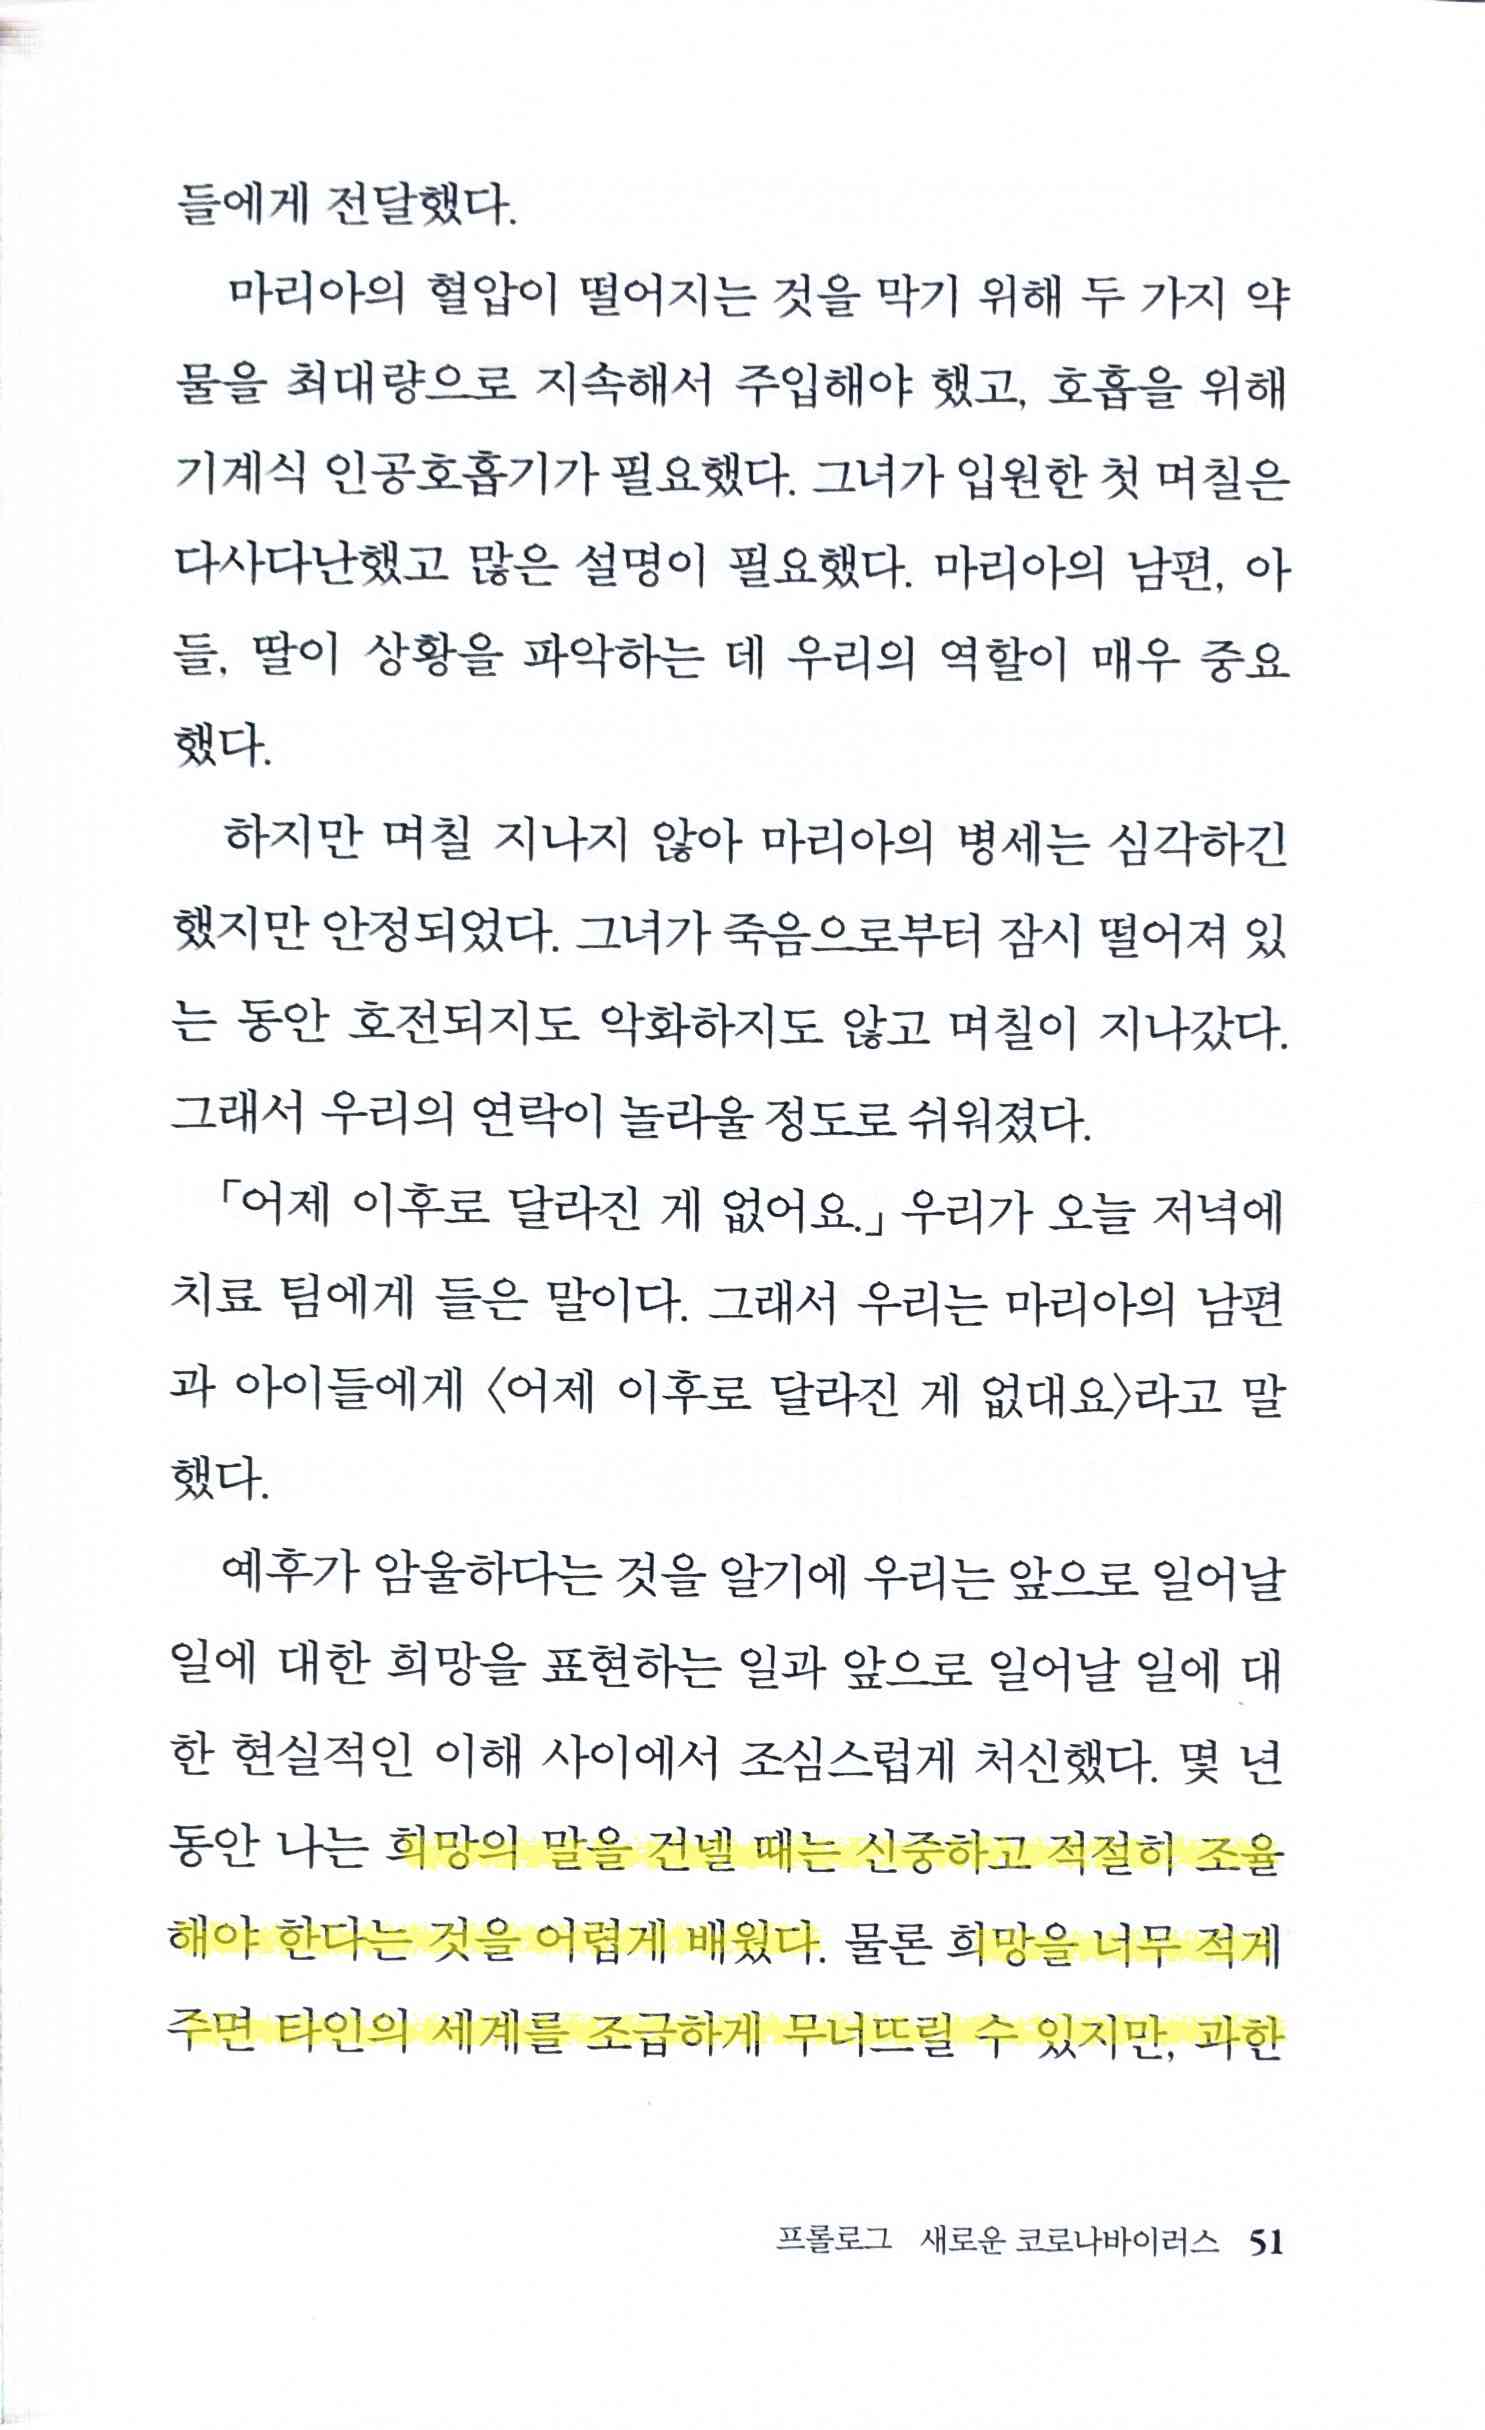 들에게 전달했다.
마리아의 혈압이 떨어지는 것을 막기 위해 두 가지 약
물을 최대량으로 지속해서 주입해야 했고, 호흡을 위해
기계식 인공호흡기가 필요했다. 그녀가 입원한 첫 며칠은
다사다난했고 많은 설명이 필요했다. 마리아의 남편, 아
들, 딸이 상황을 파악하는 데 우리의 역할이 매우 중요
했다.
하지만 며칠 지나지 않아 마리아의 병세는 심각하긴
했지만 안정되었다. 그녀가 죽음으로부터 잠시 떨어져 있
는 동안 호전되지도 악화하지도 않고 며칠이 지나갔다.
그래서 우리의 연락이 놀라울 정도로 쉬워졌다.
「어제 이후로 달라진 게 없어요.」 우리가 오늘 저녁에
치료 팀에게 들은 말이다. 그래서 우리는 마리아의 남편
과 아이들에게 〈어제 이후로 달라진 게 없대요〉라고 말
했다.
예후가 암울하다는 것을 알기에 우리는 앞으로 일어날
일에 대한 희망을 표현하는 일과 앞으로 일어날 일에 대
한 현실적인 이해 사이에서 조심스럽게 처신했다. 몇 년
동안 나는 희망의 말을 건넬 때는 신중하고 적절히 조율
해야 한다는 것을 어렵게 배웠다. 물론 희망을 너무 적게
주면 타인의 세계를 조급하게 무너뜨릴 수 있지만, 과한
프롤로그 새로운 코로나바이러스 51